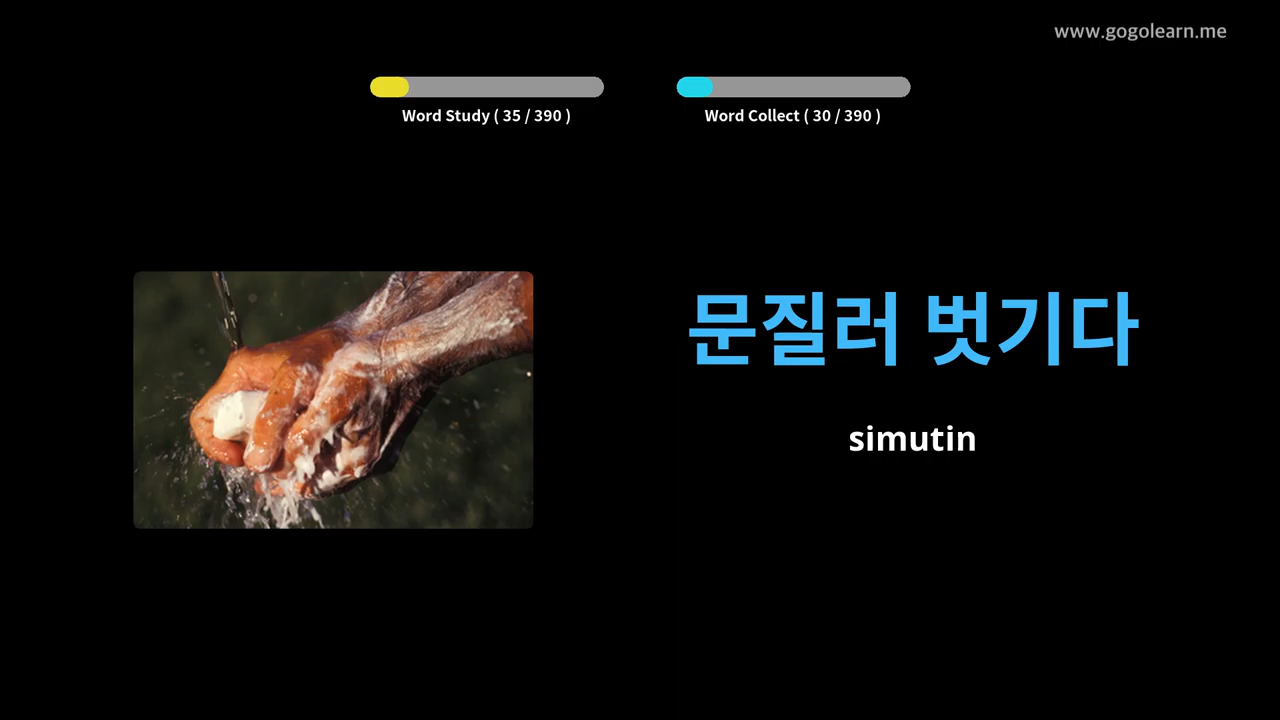 www.gogolearn.me
Word Study ( 35 / 390 )
Word Collect ( 30 / 390 )
문질러 벗기다
simutin